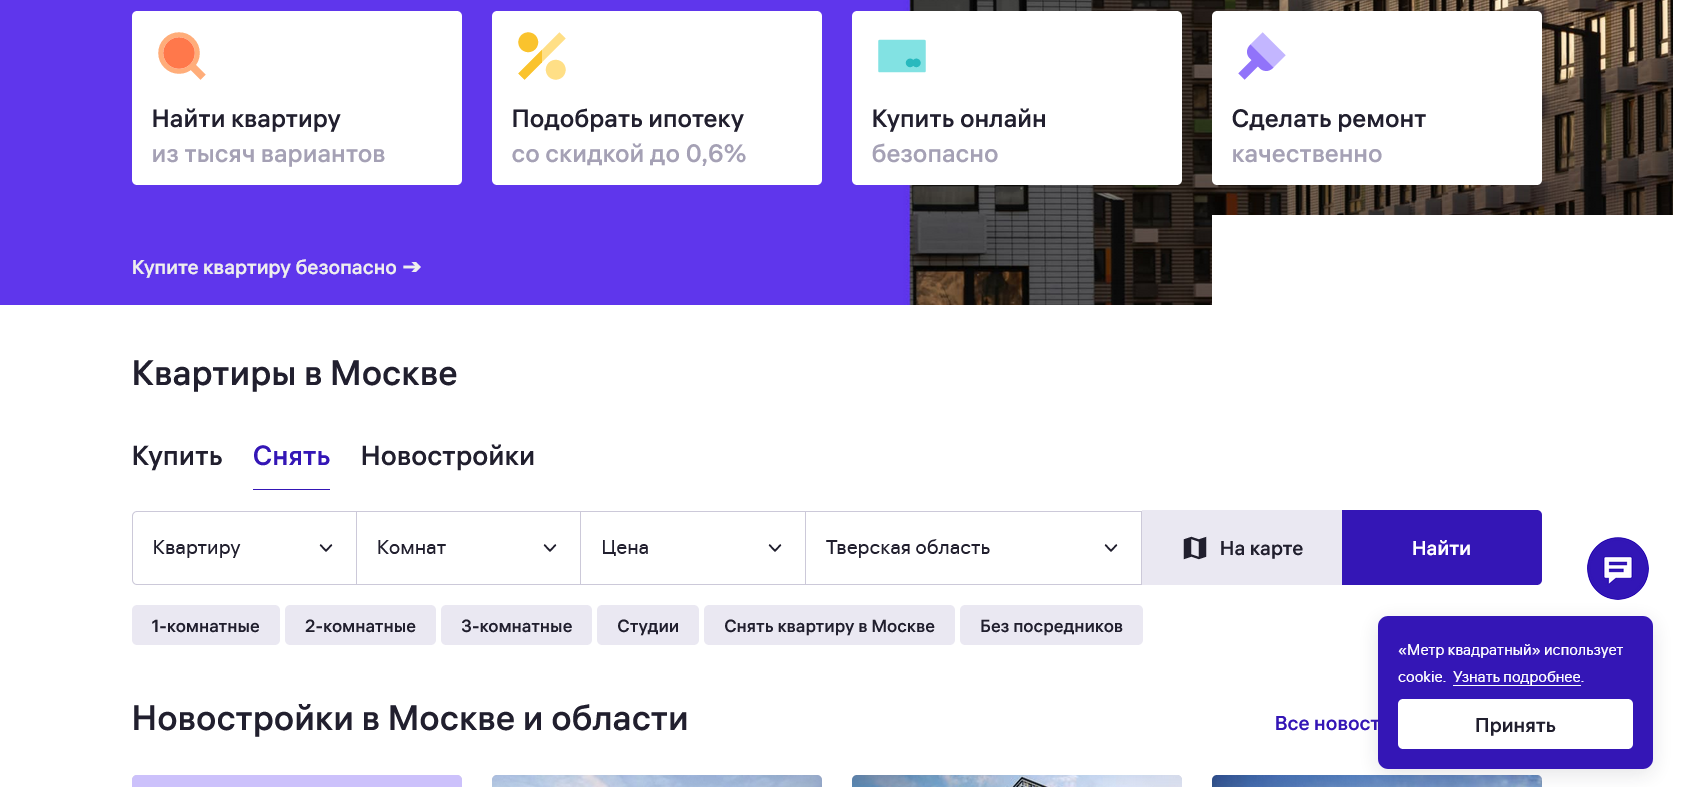 Найти квартиру
из тысяч вариантов
Подобрать ипотеку
со скидкой до 0,6%
Купить онлайн
безопасно
Сделать ремонт
качественно
Купите квартиру безопасно →
Квартиры в Москве
Купить Снять Новостройки
Квартиру Комнат Цена Тверская область На карте Найти
1-комнатные 2-комнатные 3-комнатные Студии Снять квартиру в Москве Без посредников
«Метр квадратный» использует
cookie. Узнать подробнее.
Принять
Новостройки в Москве и области
Все новост